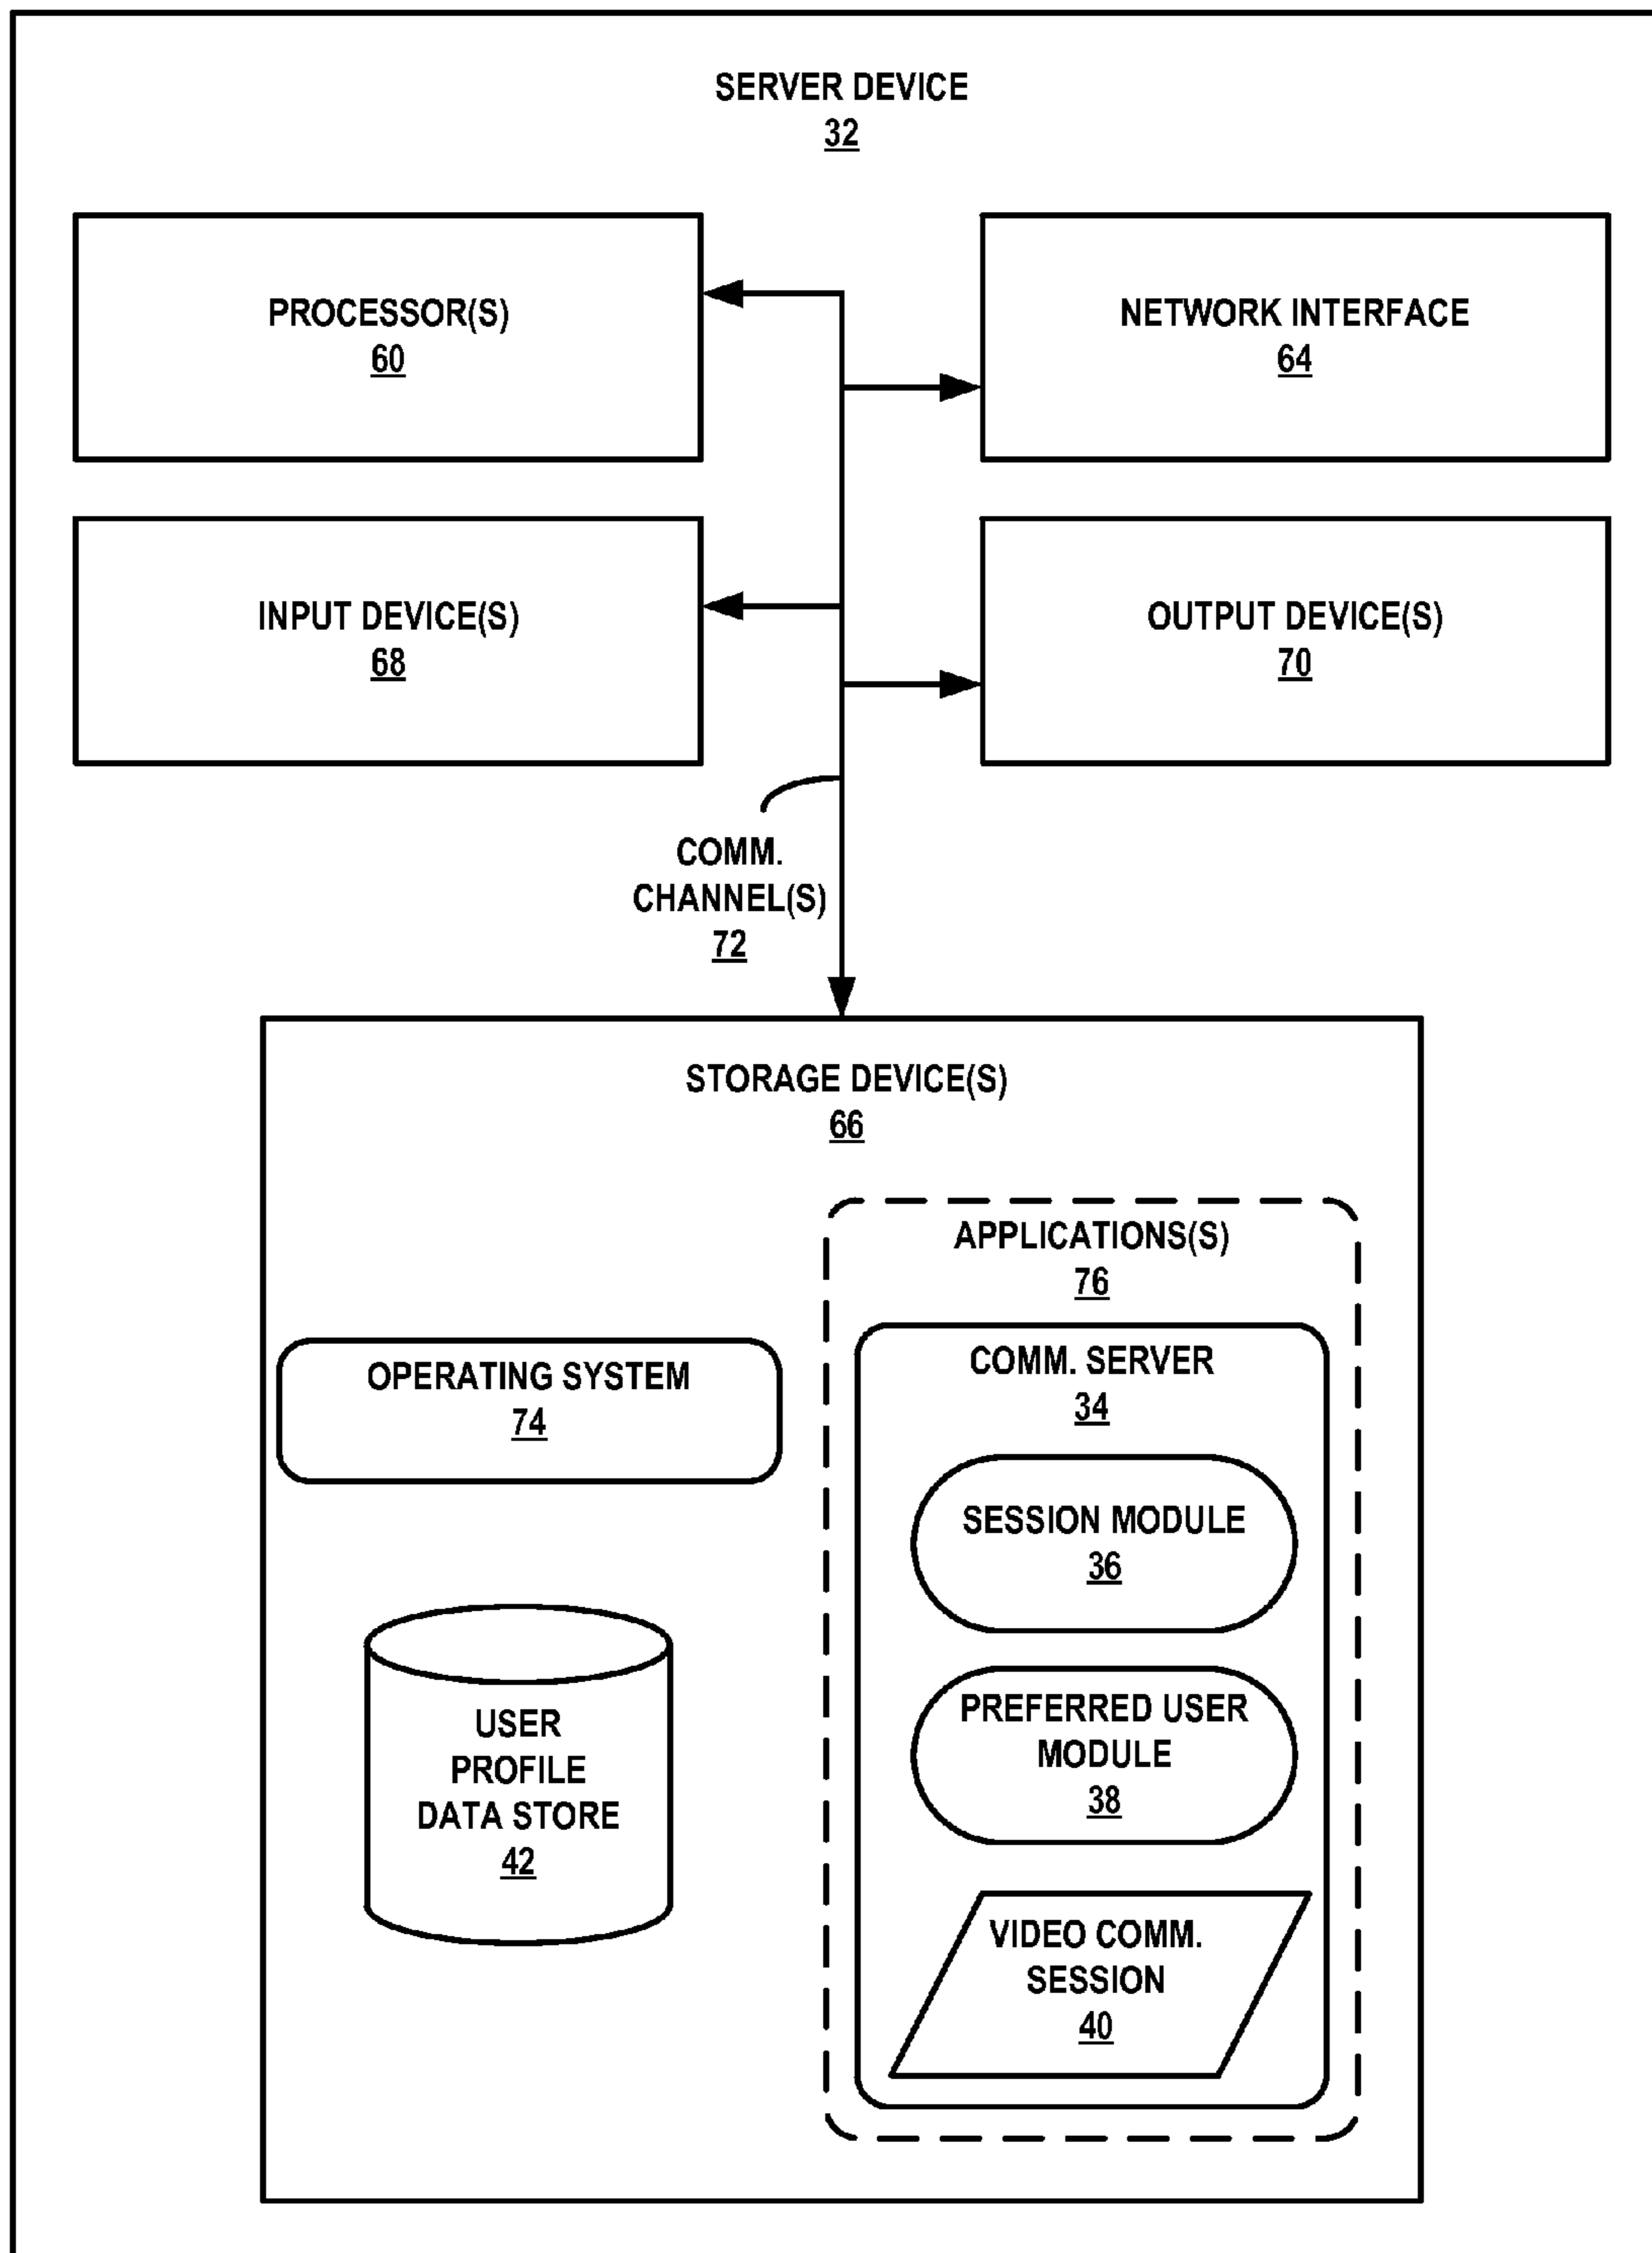 SERVER DEVICE
32
PROCESSOR(S)
60
NETWORK INTERFACE
64
INPUT DEVICE(S)
68
OUTPUT DEVICE(S)
70
COMM.
CHANNEL(S)
72
STORAGE DEVICE(S)
66
APPLICATIONS(S)
76
OPERATING SYSTEM
74
COMM. SERVER
34
SESSION MODULE
36
USER
PROFILE
DATA STORE
42
PREFERRED USER
MODULE
38
VIDEO COMM.
SESSION
40